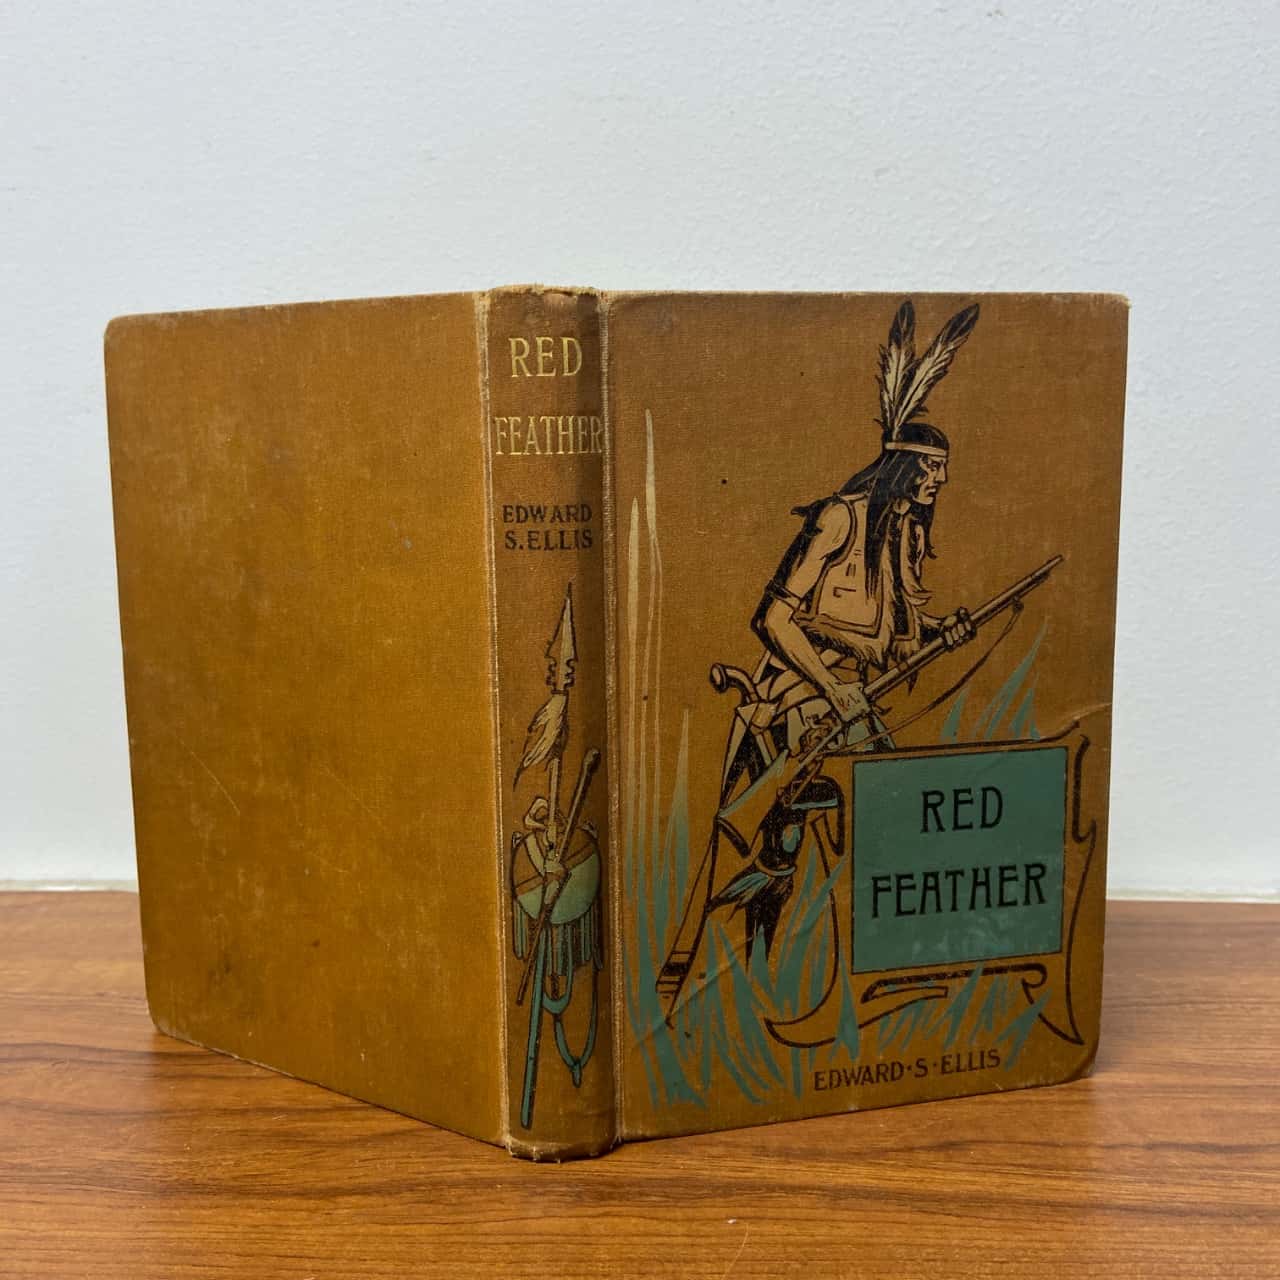 RED
FEATHER
EDWARD
S. ELLIS
RED
FEATHER
EDWARD·S·ELLIS